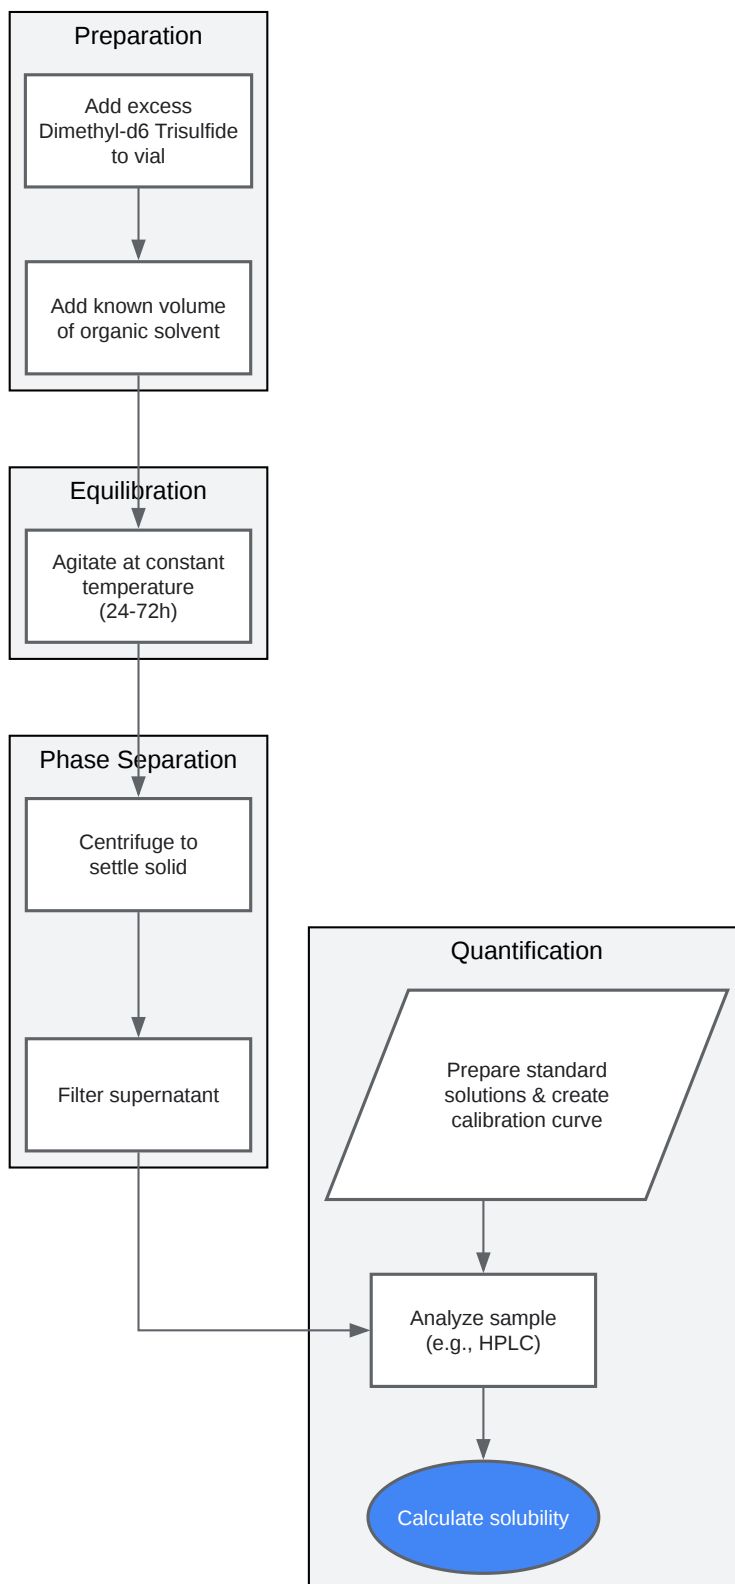 Preparation
Add excess
Dimethyl-d6 Trisulfide
to vial
Add known volume
of organic solvent
Equilibration
Agitate at constant
temperature
(24-72h)
Phase Separation
Centrifuge to
settle solid
Filter supernatant
Quantification
Prepare standard
solutions & create
calibration curve
Analyze sample
(e.g., HPLC)
Calculate solubility